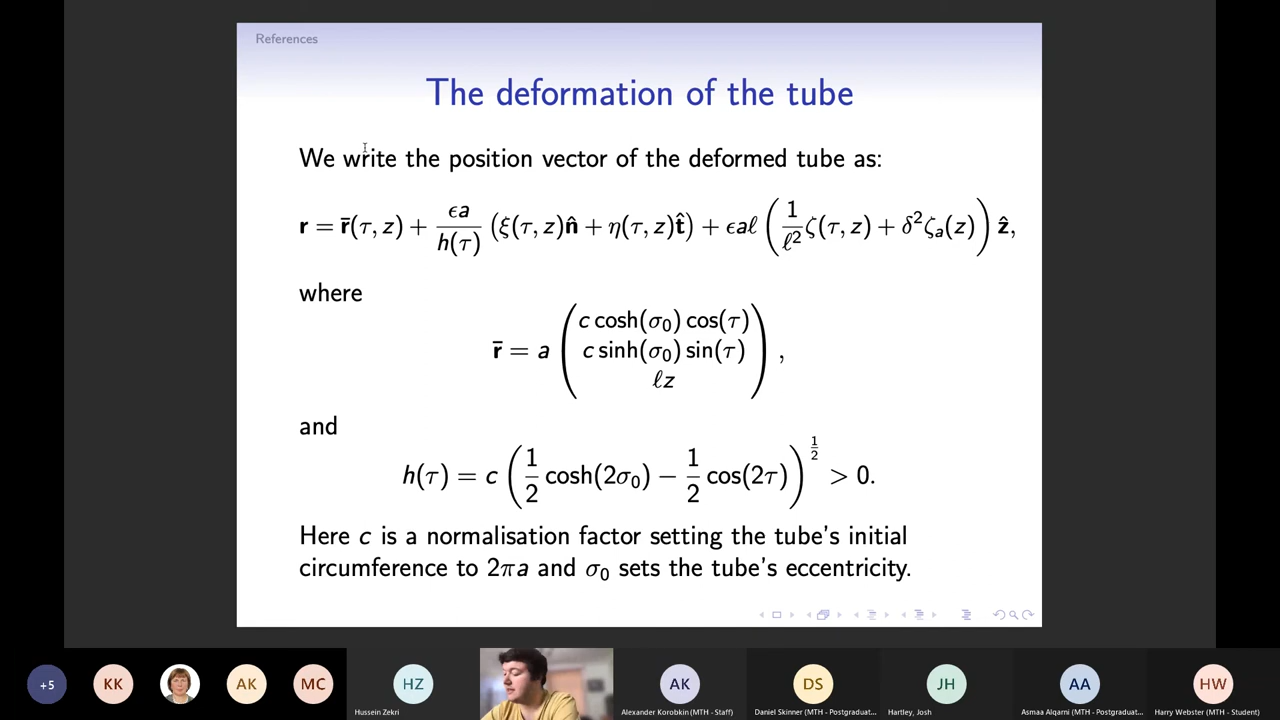 References
The deformation of the tube
We write the position vector of the deformed tube as:
r = r̄(τ, z) + ϵa/h(τ) (ξ(τ, z)n̂ + η(τ, z)t̂) + ϵaℓ (1/ℓ² ζ(τ, z) + δ²ζₐ(z)) ẑ,
where
r̄ = a ( c cosh(σ₀) cos(τ)
c sinh(σ₀) sin(τ)
ℓz ) ,
and
h(τ) = c (1/2 cosh(2σ₀) − 1/2 cos(2τ))^{1/2} > 0.
Here c is a normalisation factor setting the tube's initial
circumference to 2πa and σ₀ sets the tube's eccentricity.
+5 KK AK MC HZ AK DS JH AA HW
Hussein Zekri Alexander Korobkin (MTH - Staff) Daniel Skinner (MTH - Postgraduat... Hartley, Josh Asmaa Alqarni (MTH - Postgraduat... Harry Webster (MTH - Student)